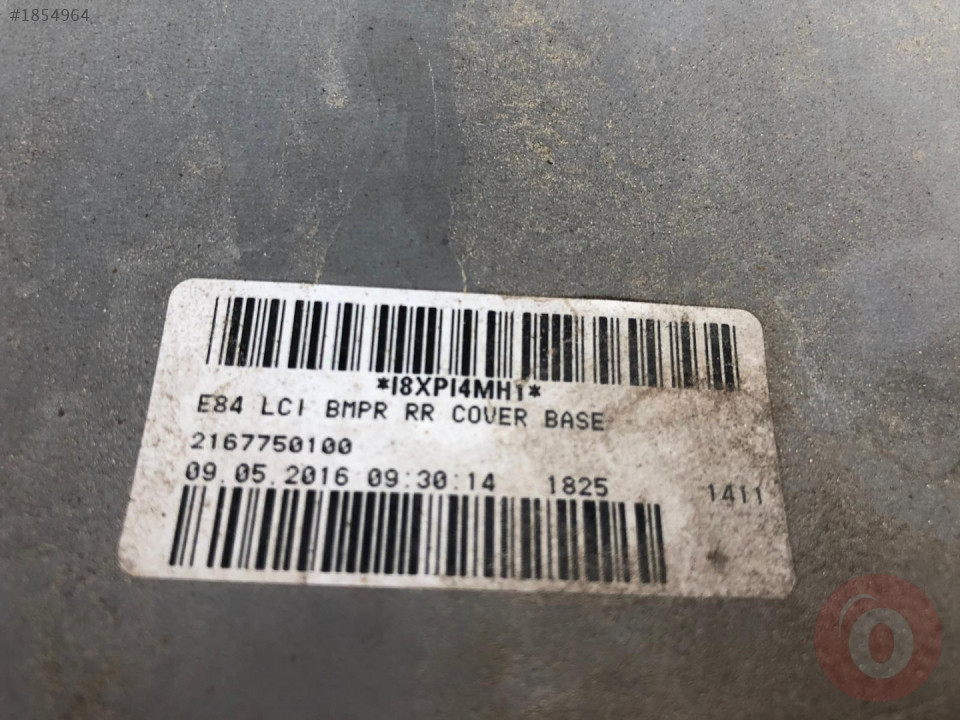 #1854964
*I8XPI4MH1*
E84 LCI BMPR RR COVER BASE
2167750100
09.05.2016 09:30:14 1825 1411
O